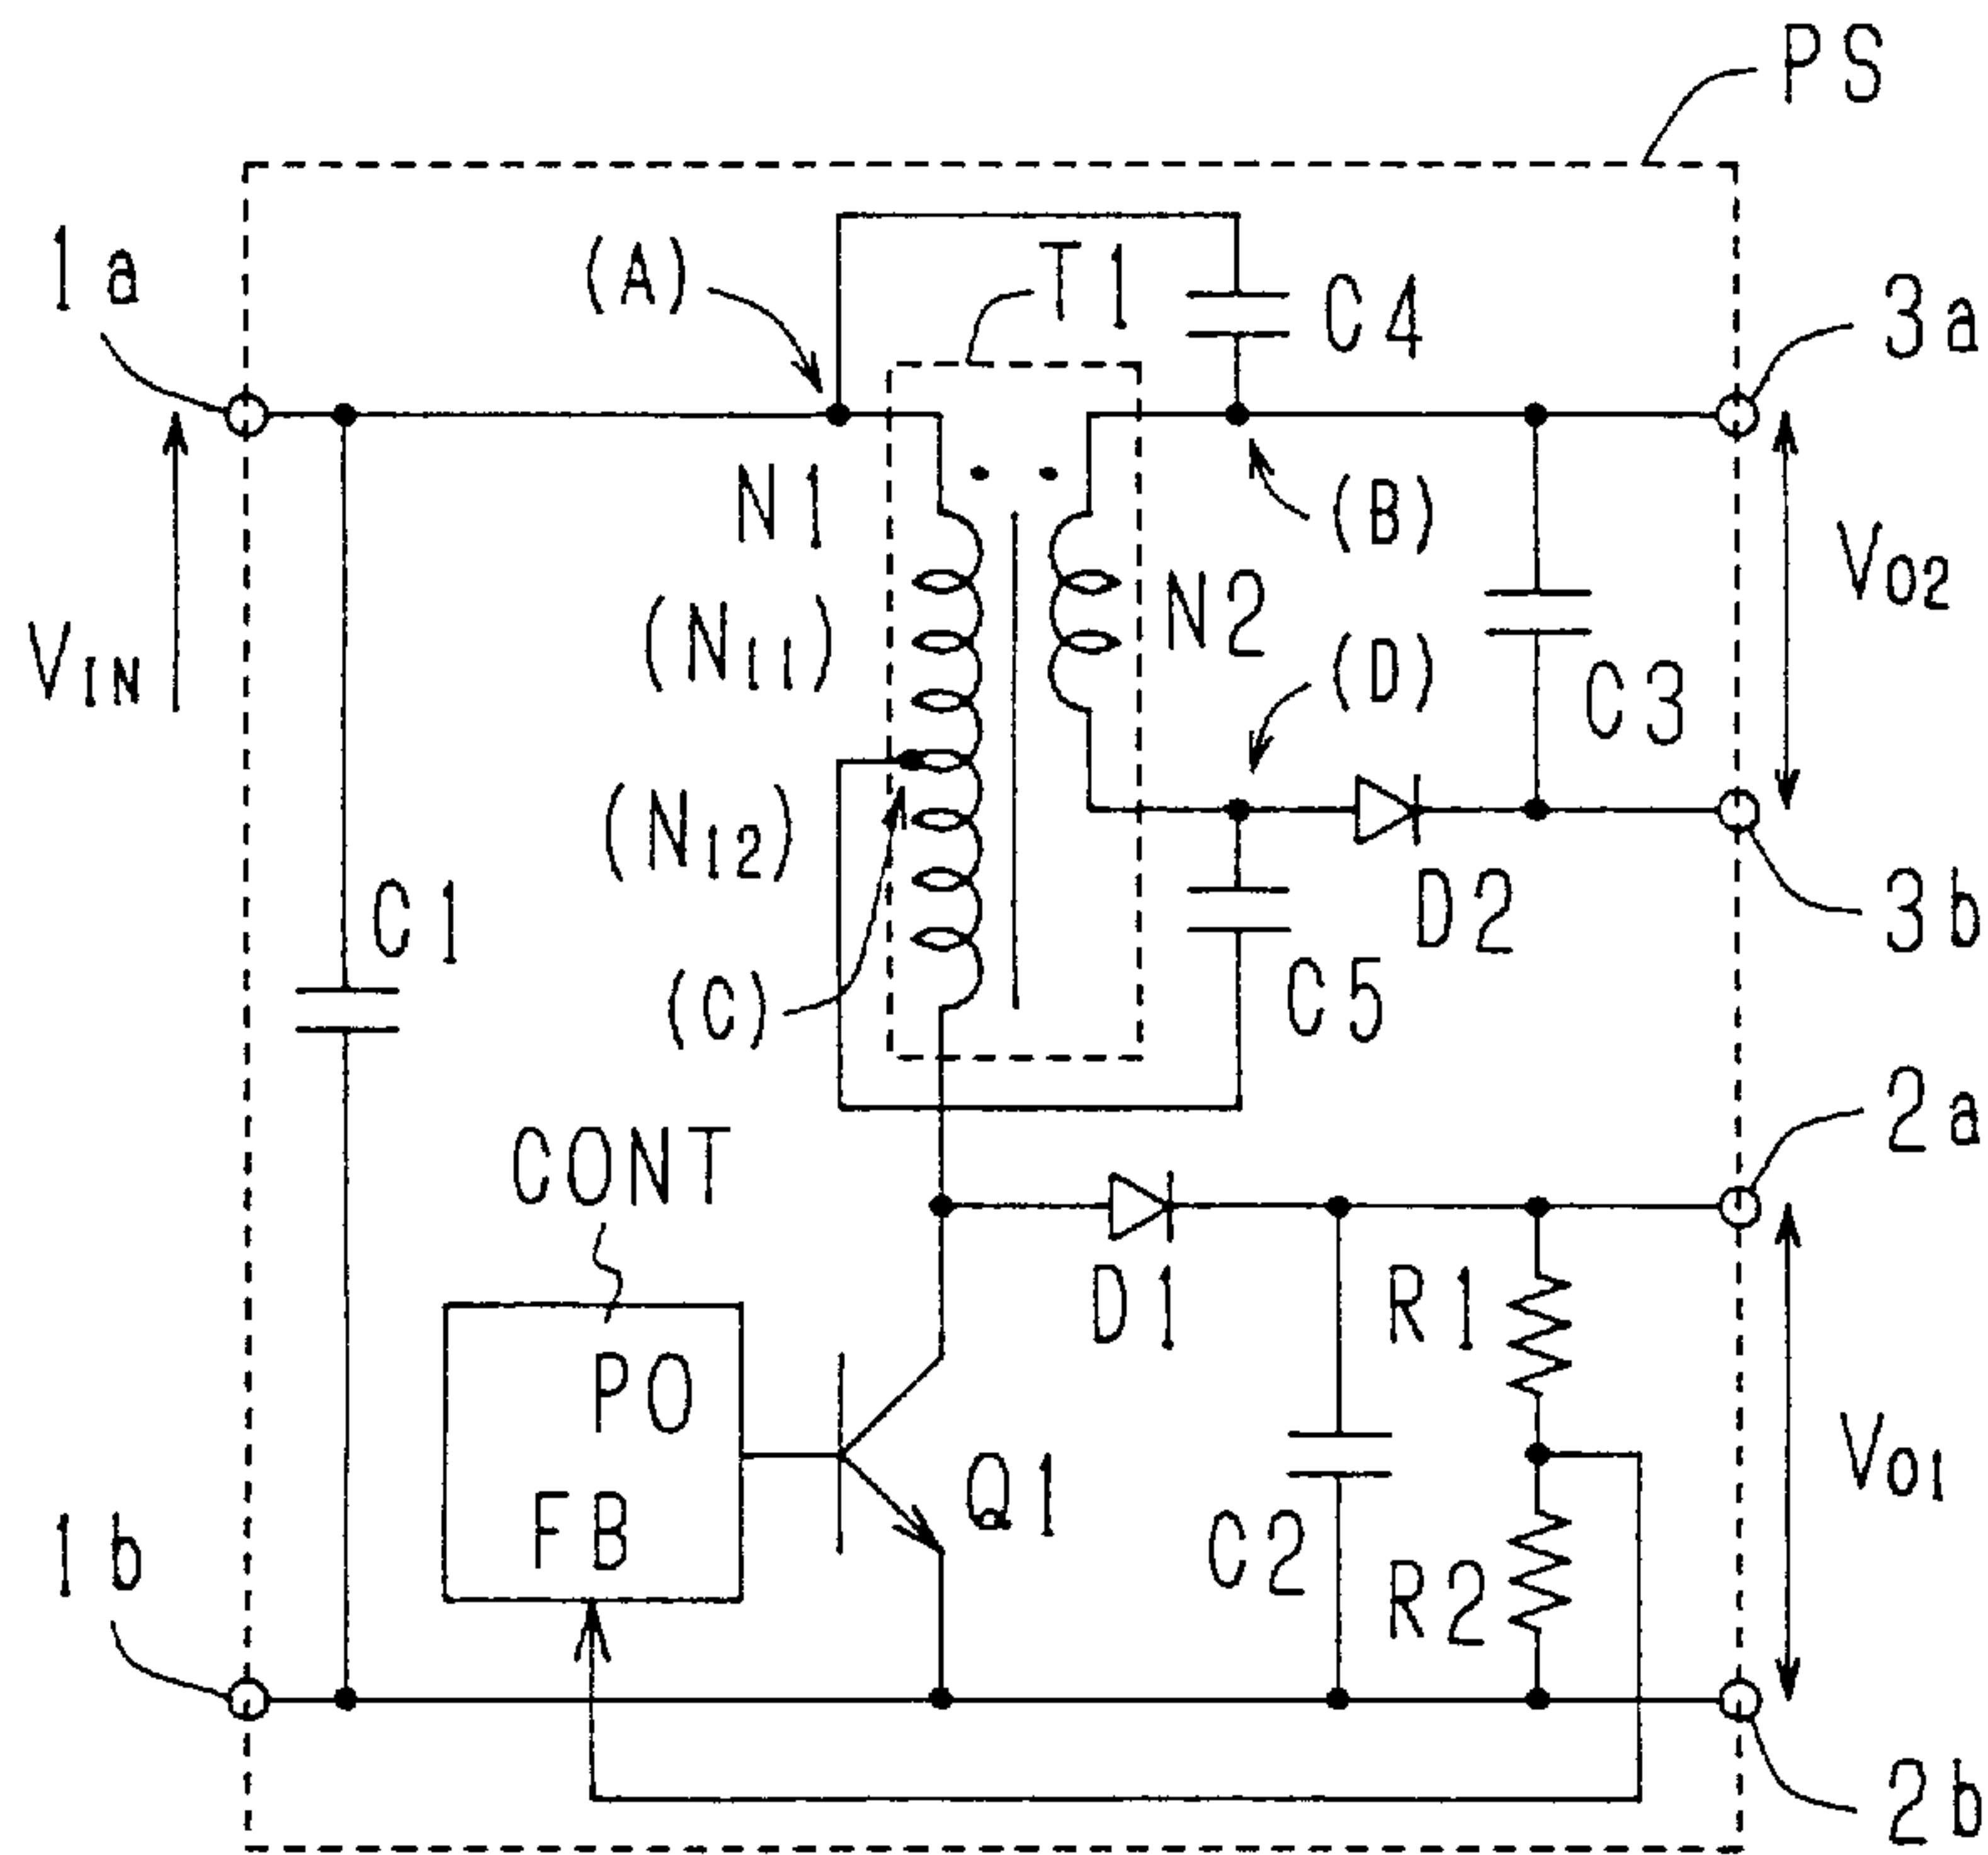 PS
1a
(A)
T1
C4
3a
N1
(B)
VIN
(N11)
N2
VO2
(D)
C3
(N12)
C1
D2
3b
(C)
C5
2a
CONT
D1
R1
PO
VO1
Q1
FB
C2
1b
R2
2b